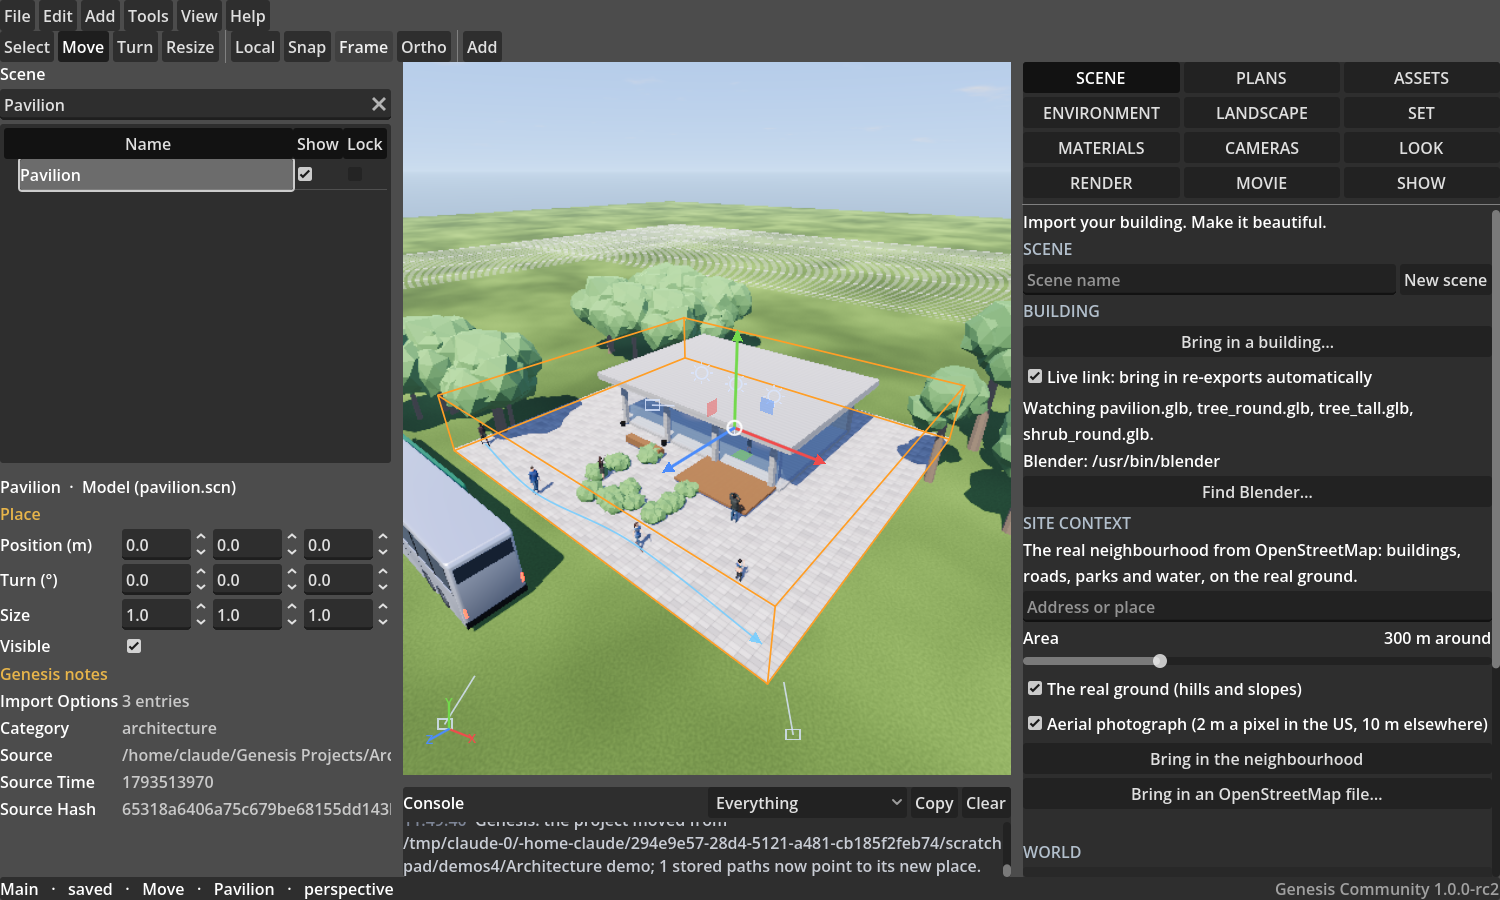 File Edit Add Tools View Help
Select Move Turn Resize Local Snap Frame Ortho Add
Scene
Pavilion
Name Show Lock
Pavilion
Pavilion · Model (pavilion.scn)
Place
Position (m) 0.0 0.0 0.0
Turn (°) 0.0 0.0 0.0
Size 1.0 1.0 1.0
Visible
Genesis notes
Import Options 3 entries
Category architecture
Source /home/claude/Genesis Projects/Arc
Source Time 1793513970
Source Hash 65318a6406a75c679be68155dd143
Y
X
Console Everything Copy Clear
Genesis: the project moved from
/tmp/claude-0/-home-claude/294e9e57-28d4-5121-a481-cb185f2feb74/scratch
pad/demos4/Architecture demo; 1 stored paths now point to its new place.
SCENE PLANS ASSETS
ENVIRONMENT LANDSCAPE SET
MATERIALS CAMERAS LOOK
RENDER MOVIE SHOW
Import your building. Make it beautiful.
SCENE
Scene name New scene
BUILDING
Bring in a building...
Live link: bring in re-exports automatically
Watching pavilion.glb, tree_round.glb, tree_tall.glb,
shrub_round.glb.
Blender: /usr/bin/blender
Find Blender...
SITE CONTEXT
The real neighbourhood from OpenStreetMap: buildings,
roads, parks and water, on the real ground.
Address or place
Area 300 m around
The real ground (hills and slopes)
Aerial photograph (2 m a pixel in the US, 10 m elsewhere)
Bring in the neighbourhood
Bring in an OpenStreetMap file...
WORLD
Main · saved · Move · Pavilion · perspective
Genesis Community 1.0.0-rc2